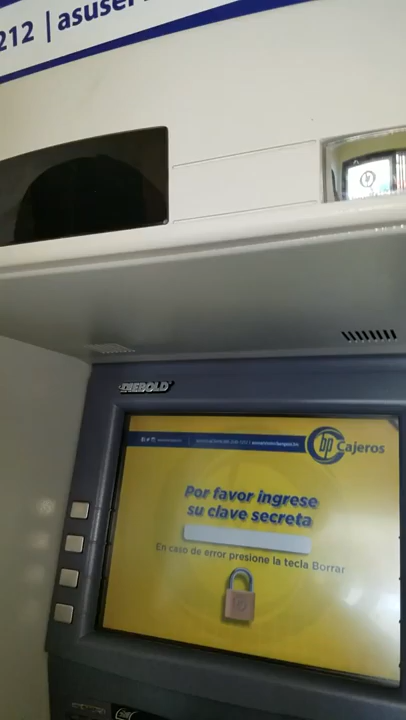 212 | asuser
DIEBOLD
bp Cajeros
Por favor ingrese
su clave secreta
En caso de error presione la tecla Borrar